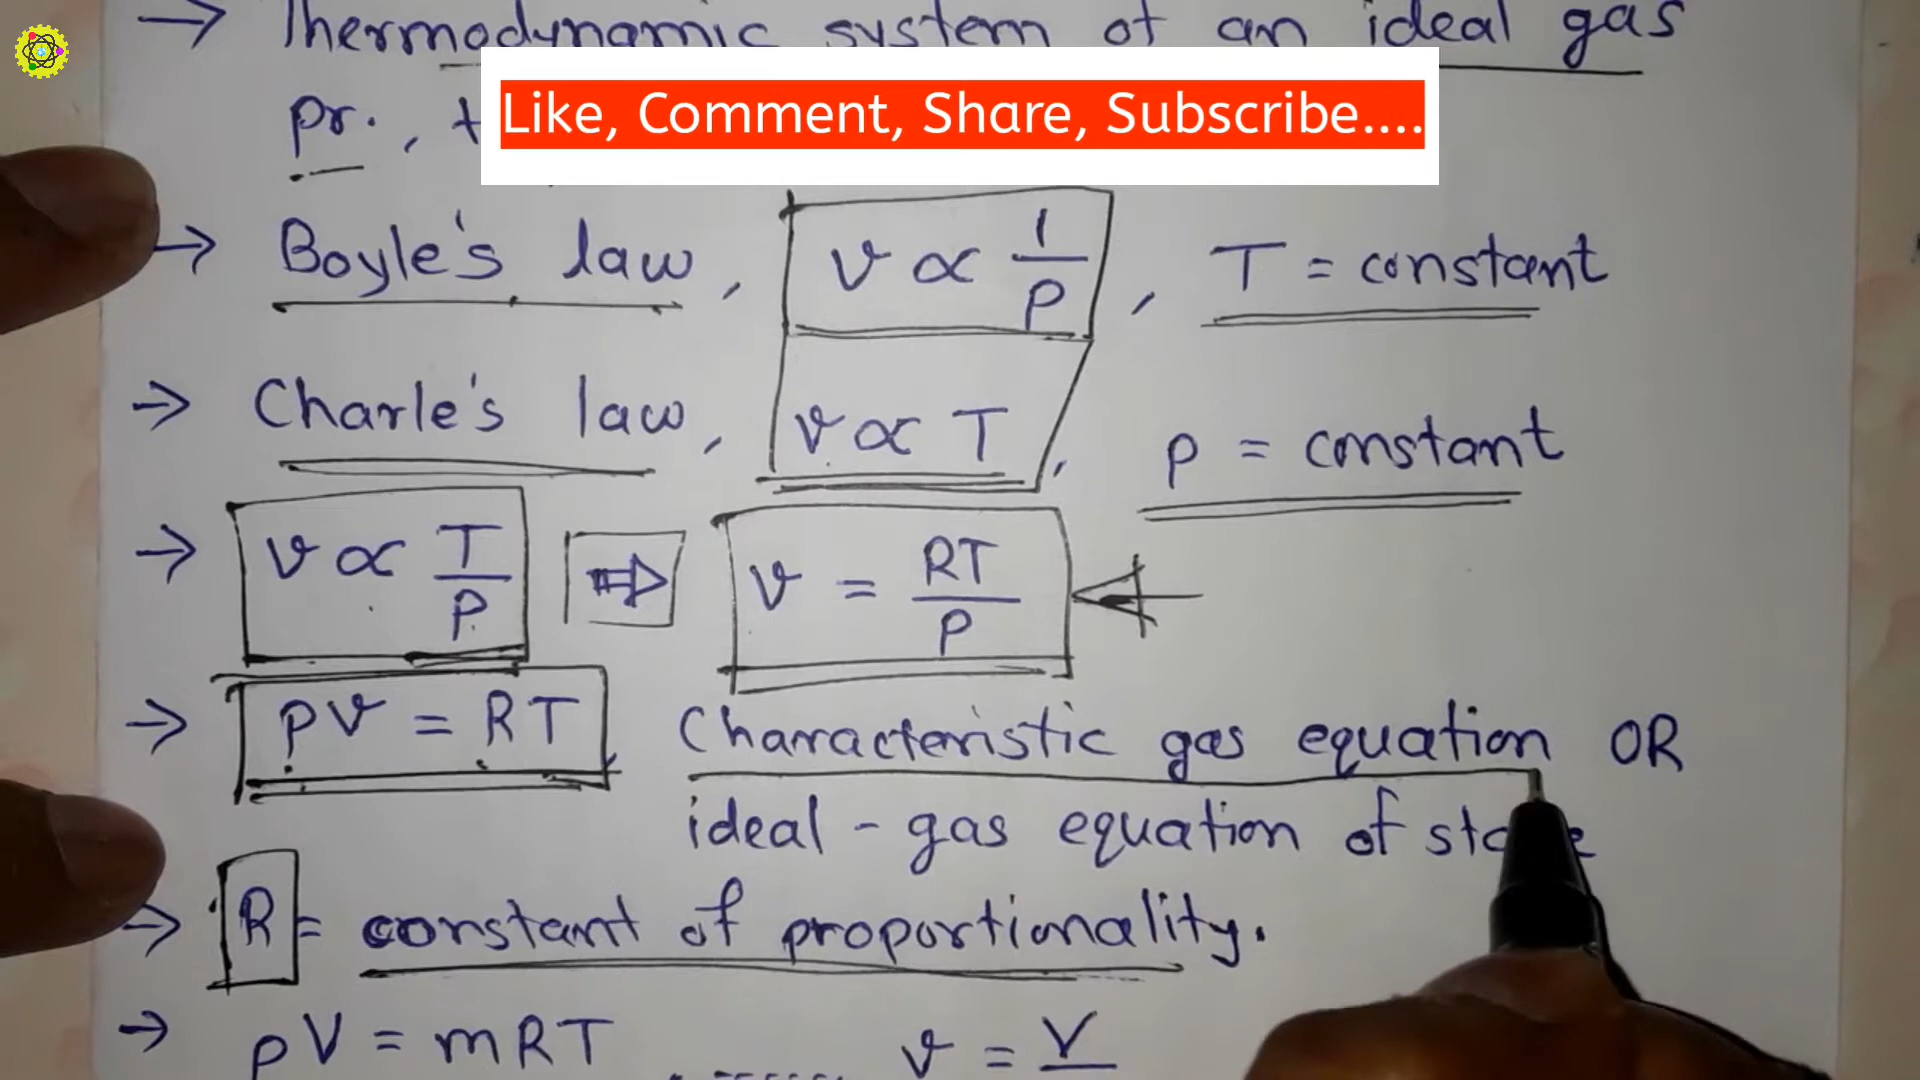 → Thermodynamic system of an ideal gas
Like, Comment, Share, Subscribe....
pr. ,
→ Boyle's law, v ∝ 1/P, T = constant
→ Charle's law, v ∝ T, P = constant
→ v ∝ T/P ⇒ v = RT/P
→ Pv = RT Characteristic gas equation OR
ideal - gas equation of
→ R = constant of proportionality.
→ PV = mRT v = V